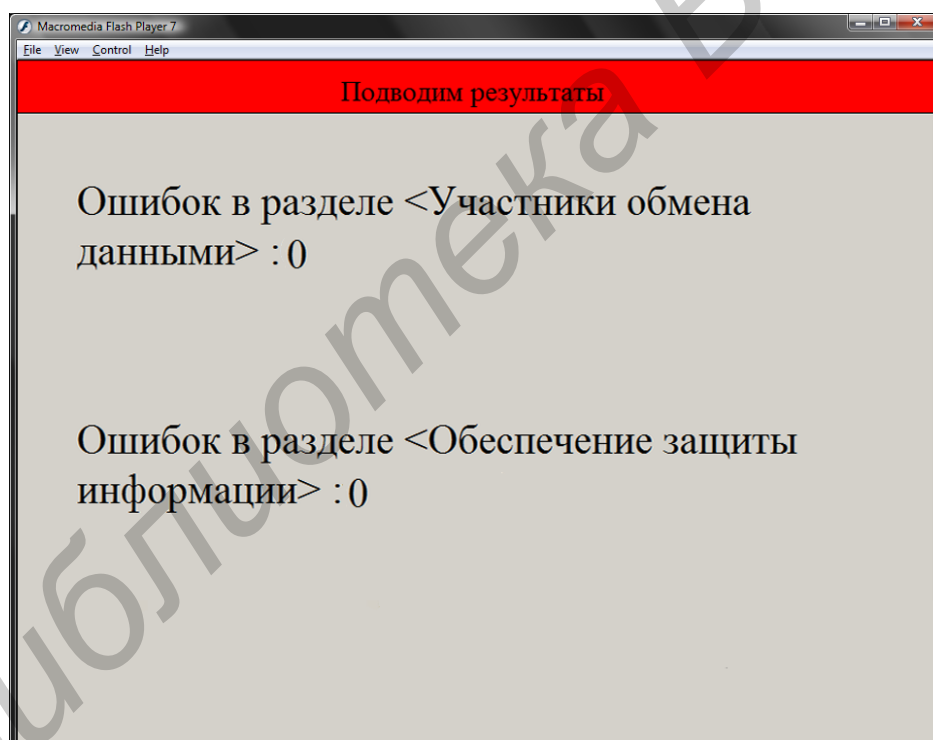 Macromedia Flash Player 7
File View Control Help
Подводим результаты
Ошибок в разделе <Участники обмена
данными> : 0
Ошибок в разделе <Обеспечение защиты
информации> : 0